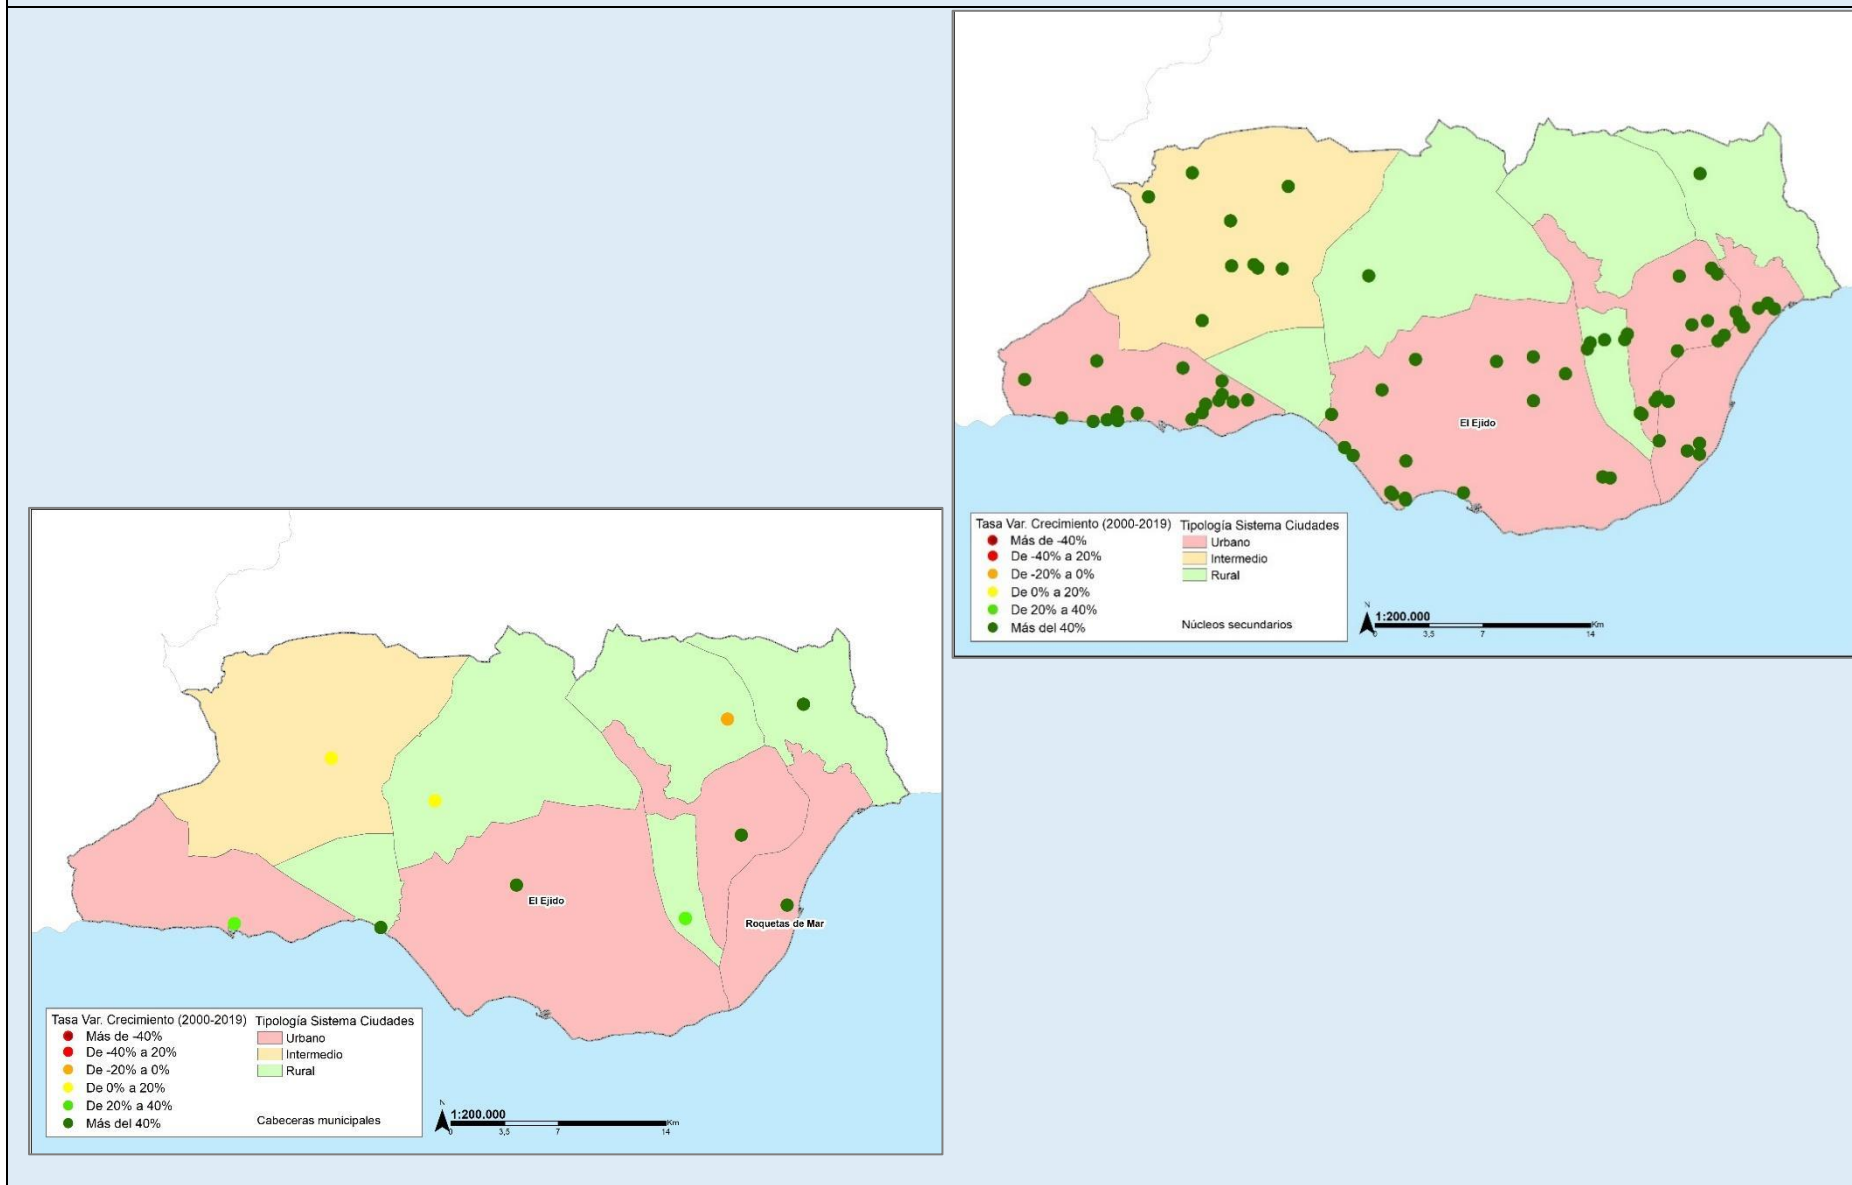 El Ejido
Tasa Var. Crecimiento (2000-2019)
Más de -40%
De -40% a 20%
De -20% a 0%
De 0% a 20%
De 20% a 40%
Más del 40%
Tipología Sistema Ciudades
Urbano
Intermedio
Rural
Núcleos secundarios
N
1:200.000
0 3,5 7 14 Km
El Ejido
Roquetas de Mar
Tasa Var. Crecimiento (2000-2019)
Más de -40%
De -40% a 20%
De -20% a 0%
De 0% a 20%
De 20% a 40%
Más del 40%
Tipología Sistema Ciudades
Urbano
Intermedio
Rural
Cabeceras municipales
N
1:200.000
0 3,5 7 14 Km